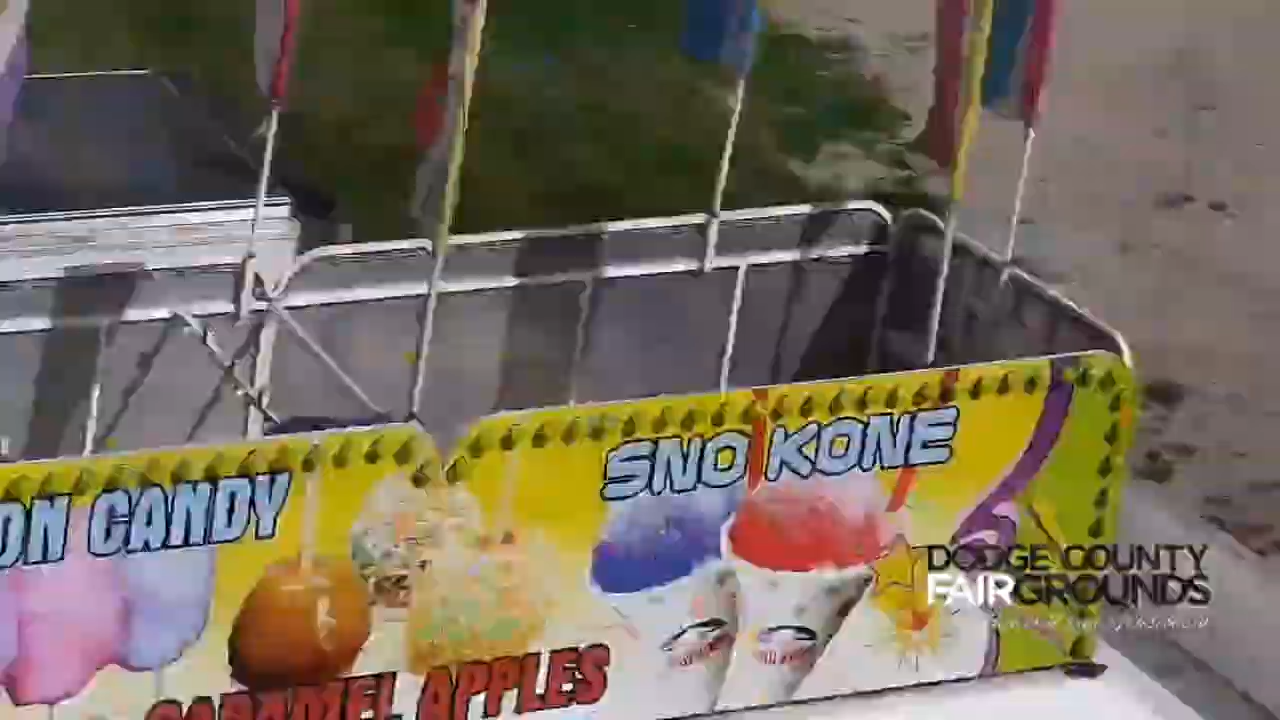 SNO KONE
ON CANDY
CARAMEL APPLES
DODGE COUNTY
FAIRGROUNDS